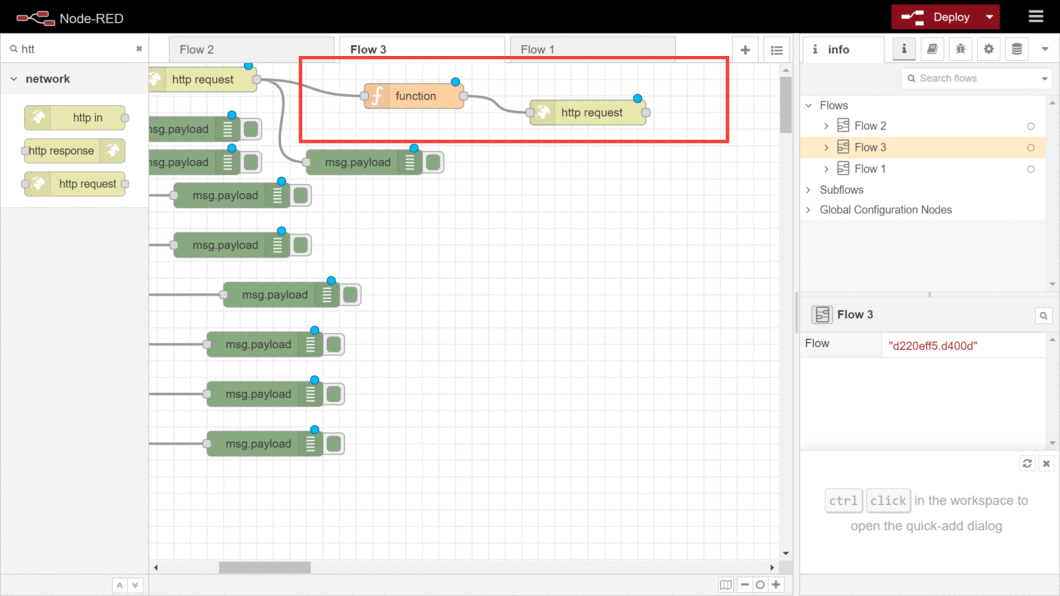 Node-RED
Deploy
htt
network
http in
http response
http request
Flow 2
Flow 3
Flow 1
http request
function
http request
msg.payload
msg.payload
msg.payload
msg.payload
msg.payload
msg.payload
msg.payload
msg.payload
msg.payload
info
Search flows
Flows
Flow 2
Flow 3
Flow 1
Subflows
Global Configuration Nodes
Flow 3
Flow "d220eff5.d400d"
ctrl click in the workspace to
open the quick-add dialog